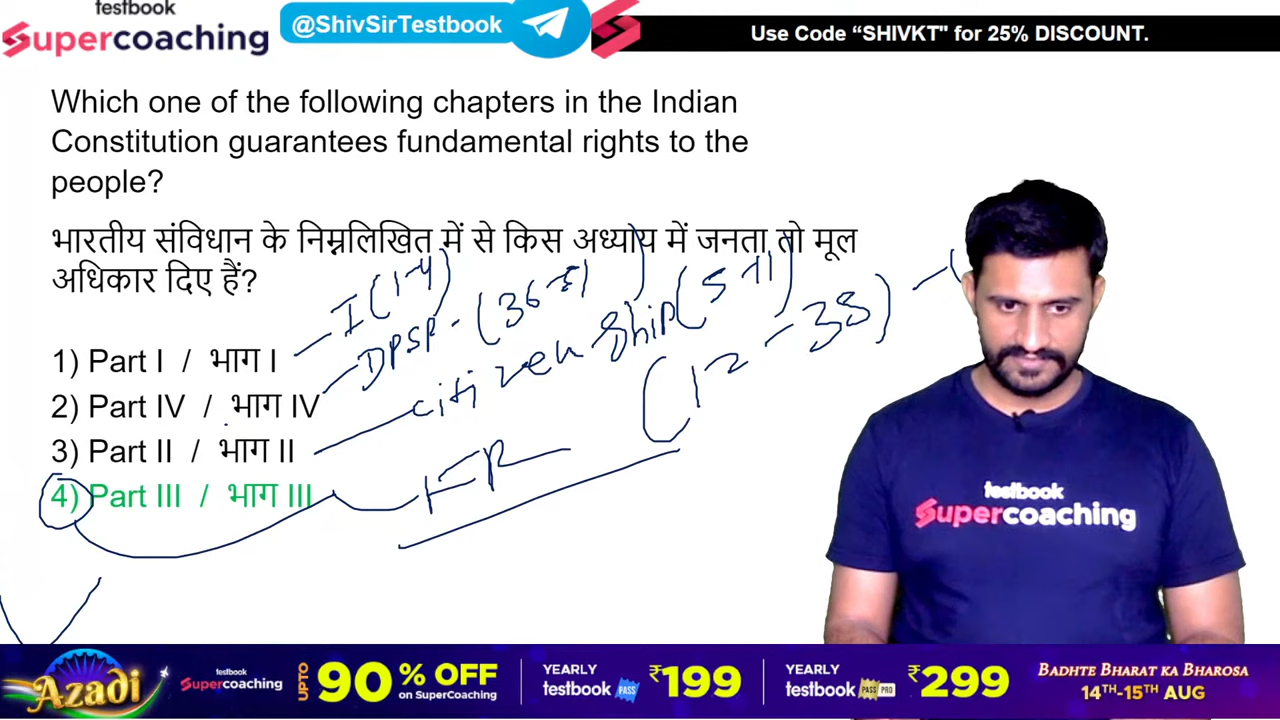 testbook
Supercoaching
@ShivSirTestbook
Use Code “SHIVKT" for 25% DISCOUNT.
Which one of the following chapters in the Indian
Constitution guarantees fundamental rights to the
people?
भारतीय संविधान के निम्नलिखित में से किस अध्याय में जनता तो मूल
अधिकार दिए हैं?
I (1-4)
DPSP - (36-51)
Citizenship (5-11)
(12-35)
1) Part I / भाग I
2) Part IV / भाग IV
3) Part II / भाग II
4) Part III / भाग III
FR
testbook
Supercoaching
Azadi
testbook
Supercoaching
UPTO 90% OFF
on SuperCoaching
YEARLY
testbook PASS
₹199
YEARLY
testbook PASS PRO
₹299
BADHTE BHARAT KA BHAROSA
14TH-15TH AUG